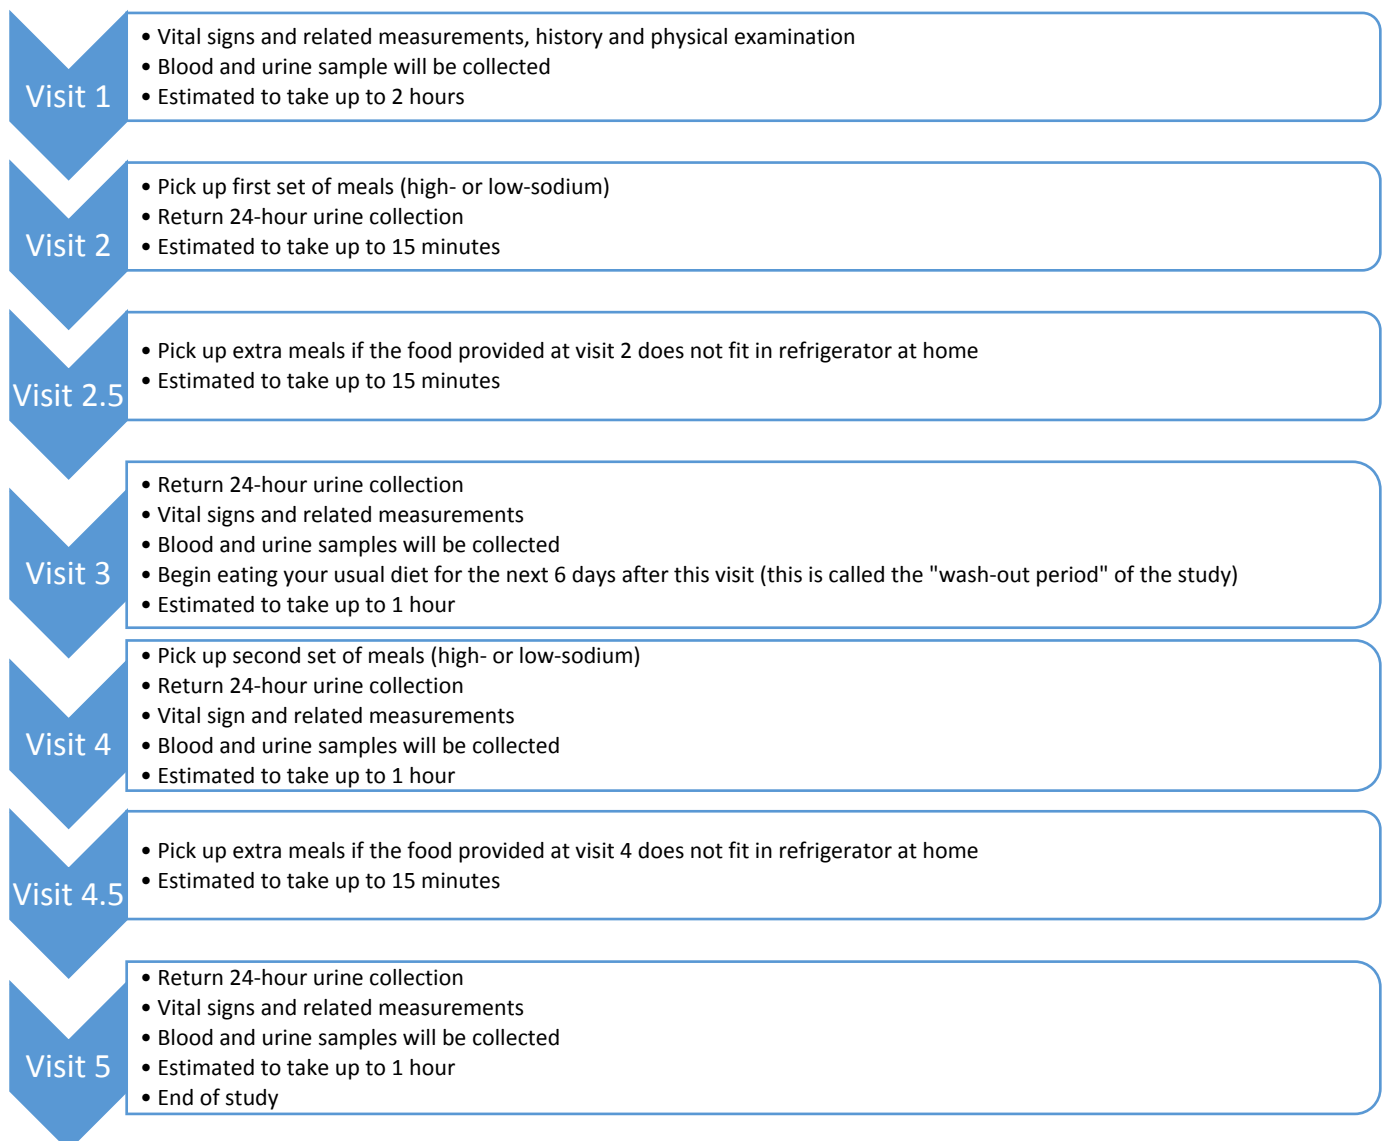 Visit 1
• Vital signs and related measurements, history and physical examination
• Blood and urine sample will be collected
• Estimated to take up to 2 hours
Visit 2
• Pick up first set of meals (high- or low-sodium)
• Return 24-hour urine collection
• Estimated to take up to 15 minutes
Visit 2.5
• Pick up extra meals if the food provided at visit 2 does not fit in refrigerator at home
• Estimated to take up to 15 minutes
Visit 3
• Return 24-hour urine collection
• Vital signs and related measurements
• Blood and urine samples will be collected
• Begin eating your usual diet for the next 6 days after this visit (this is called the "wash-out period" of the study)
• Estimated to take up to 1 hour
Visit 4
• Pick up second set of meals (high- or low-sodium)
• Return 24-hour urine collection
• Vital sign and related measurements
• Blood and urine samples will be collected
• Estimated to take up to 1 hour
Visit 4.5
• Pick up extra meals if the food provided at visit 4 does not fit in refrigerator at home
• Estimated to take up to 15 minutes
Visit 5
• Return 24-hour urine collection
• Vital signs and related measurements
• Blood and urine samples will be collected
• Estimated to take up to 1 hour
• End of study